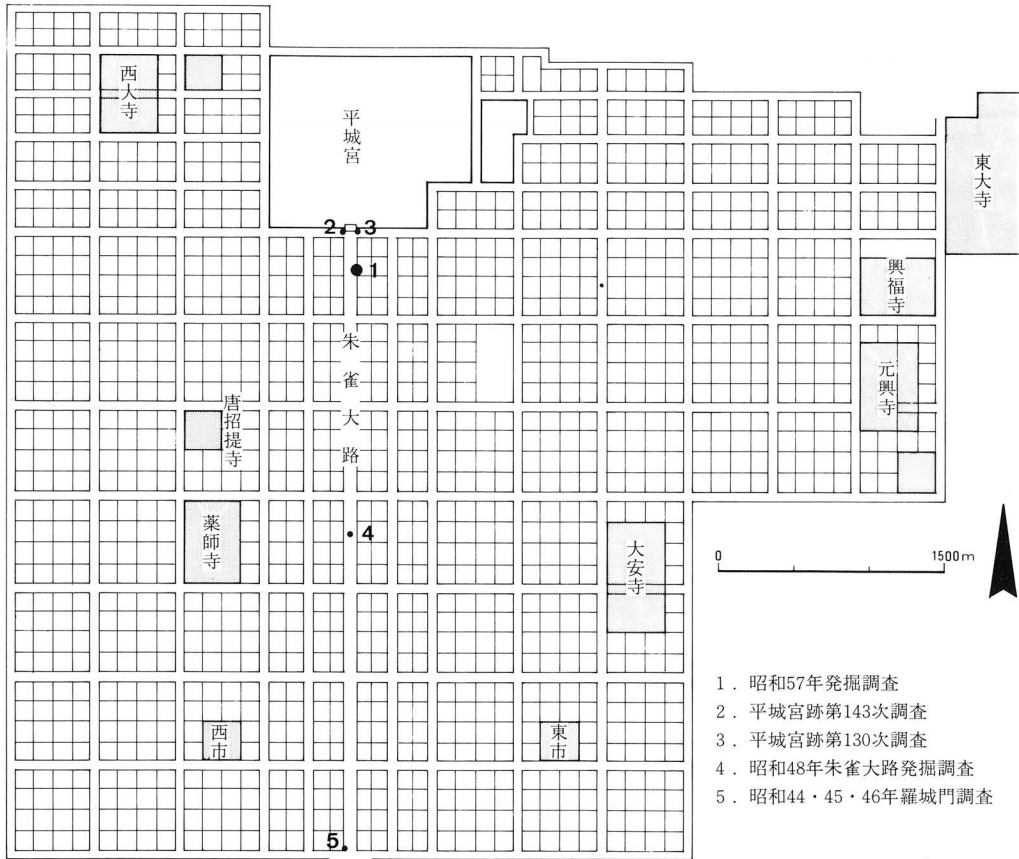 西大寺
平城宮
東大寺
2
3
1
興福寺
朱雀大路
元興寺
唐招提寺
4
薬師寺
大安寺
0 1500m
西市
東市
5
1. 昭和57年発掘調査
2. 平城宮跡第143次調査
3. 平城宮跡第130次調査
4. 昭和48年朱雀大路発掘調査
5. 昭和44・45・46年羅城門調査